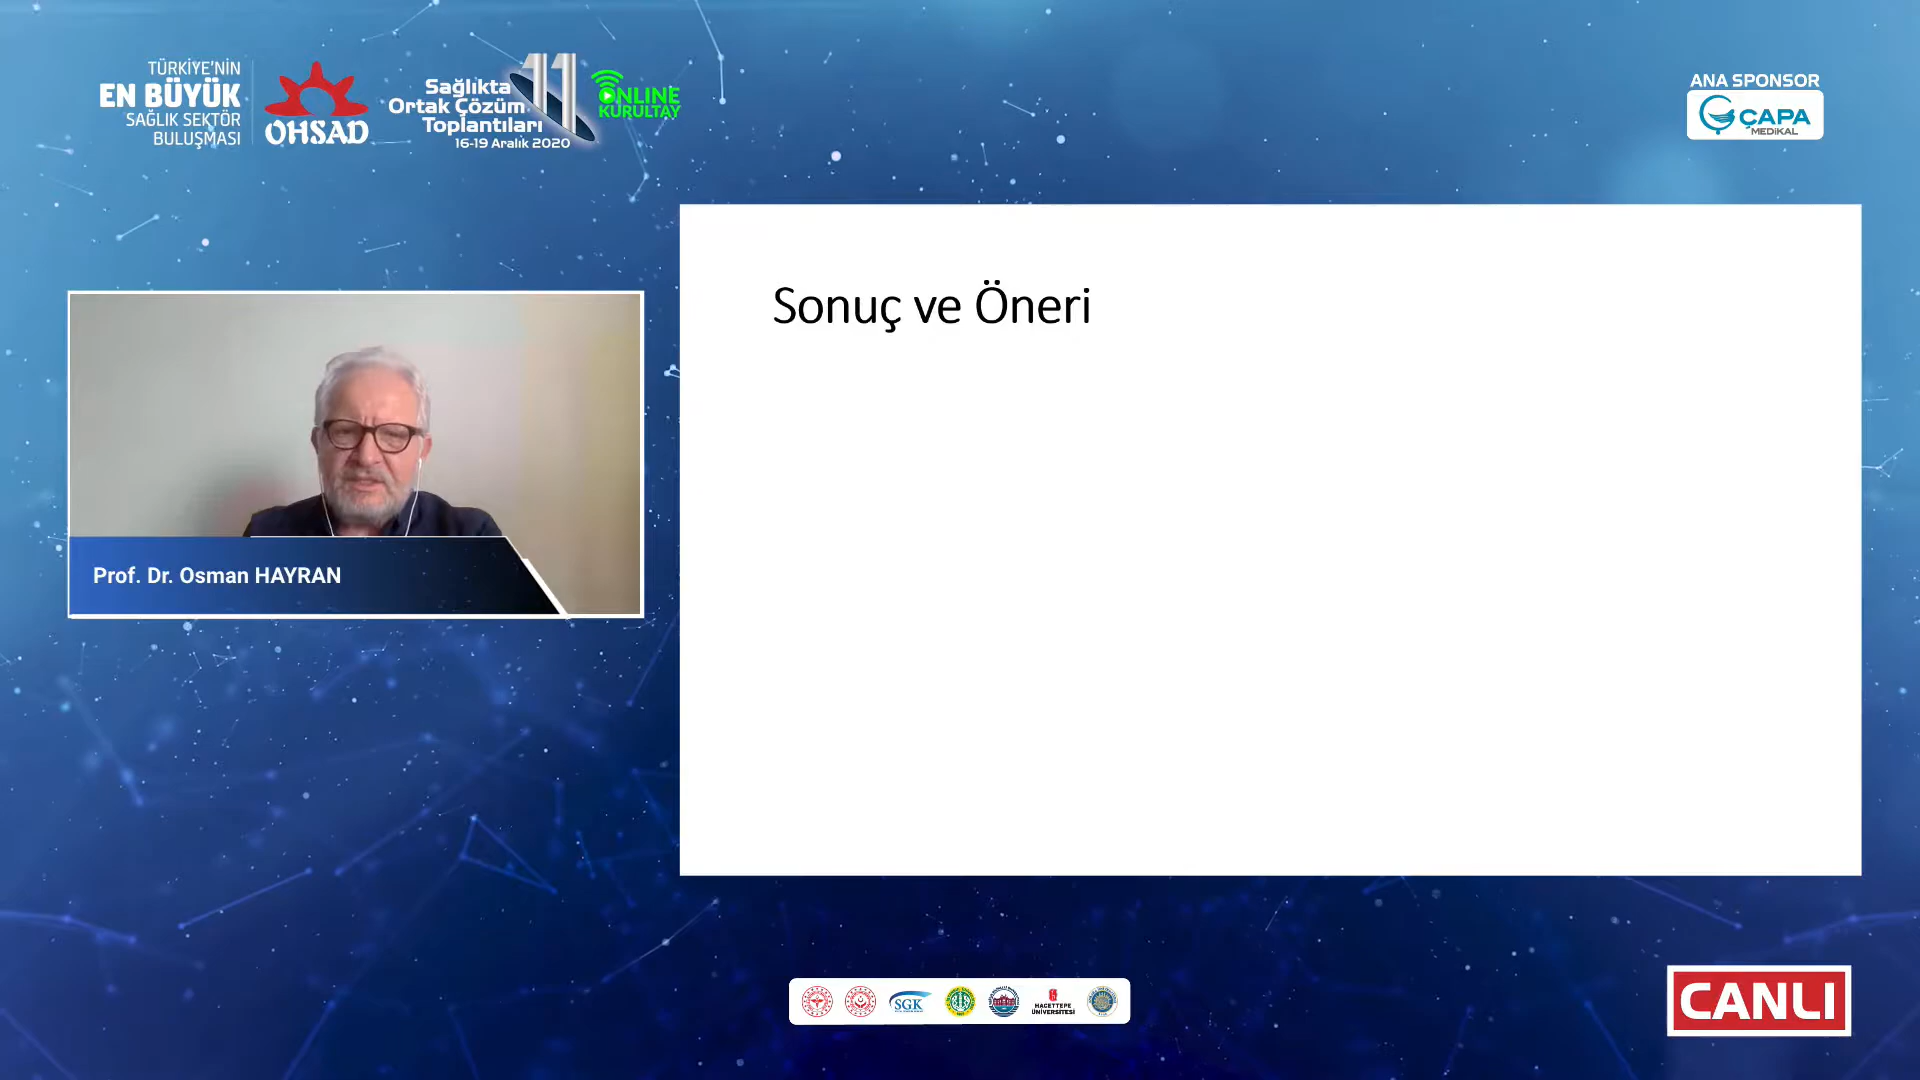 TÜRKİYE'NİN
EN BÜYÜK
SAĞLIK SEKTÖR
BULUŞMASI
OHSAD
Sağlıkta
Ortak Çözüm
Toplantıları
11
16-19 Aralık 2020
ONLINE
KURULTAY
ANA SPONSOR
ÇAPA
MEDİKAL
Sonuç ve Öneri
Prof. Dr. Osman HAYRAN
SGK
HACETTEPE
ÜNİVERSİTESİ
CANLI